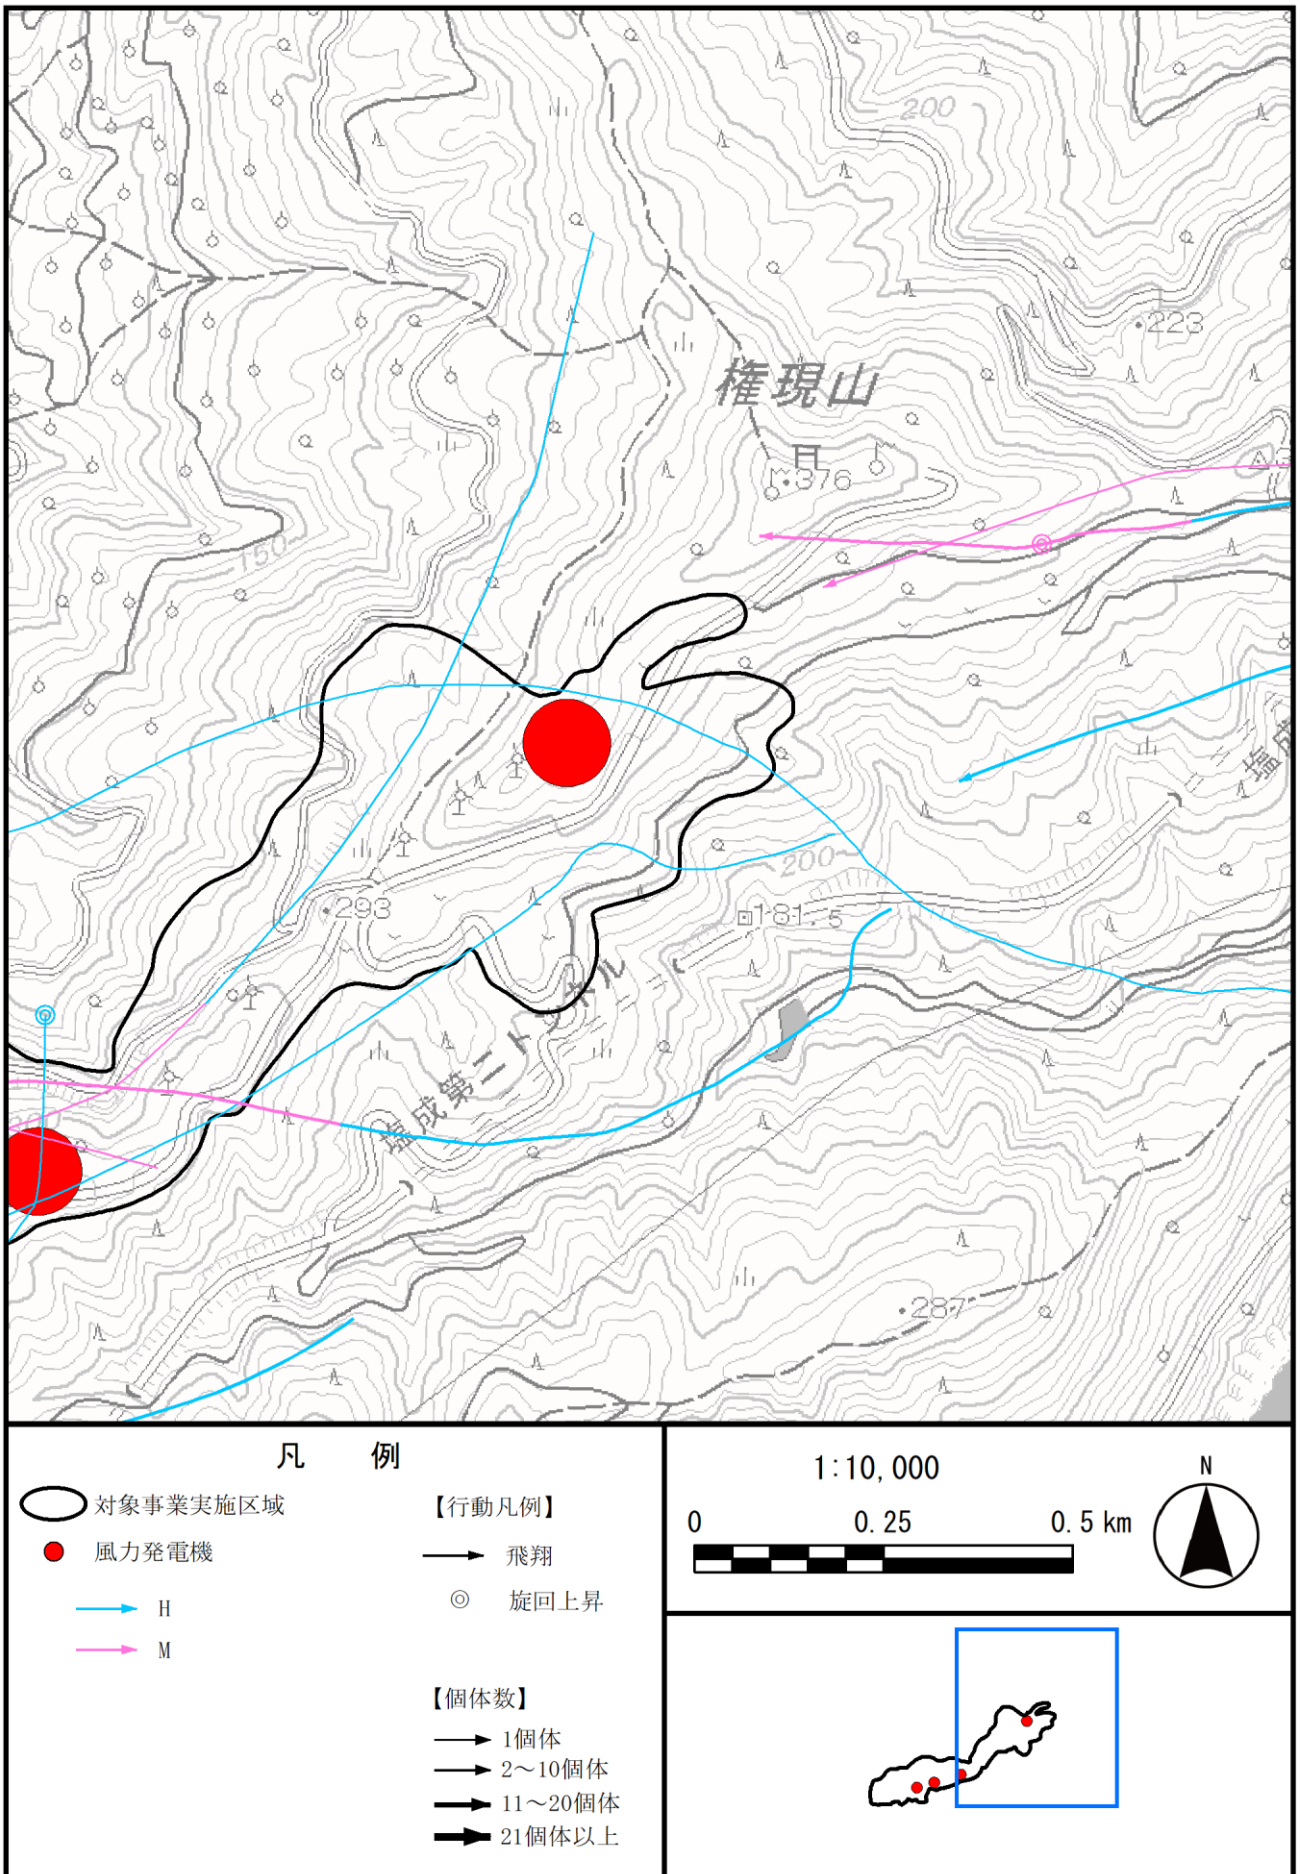 200
223
権現山
376
150
塩成
200
293
181.5
塩成第二トンネル
287
凡 例
対象事業実施区域
風力発電機
H
M
【行動凡例】
飛翔
旋回上昇
【個体数】
1個体
2～10個体
11～20個体
21個体以上
1:10,000
0 0.25 0.5 km
N